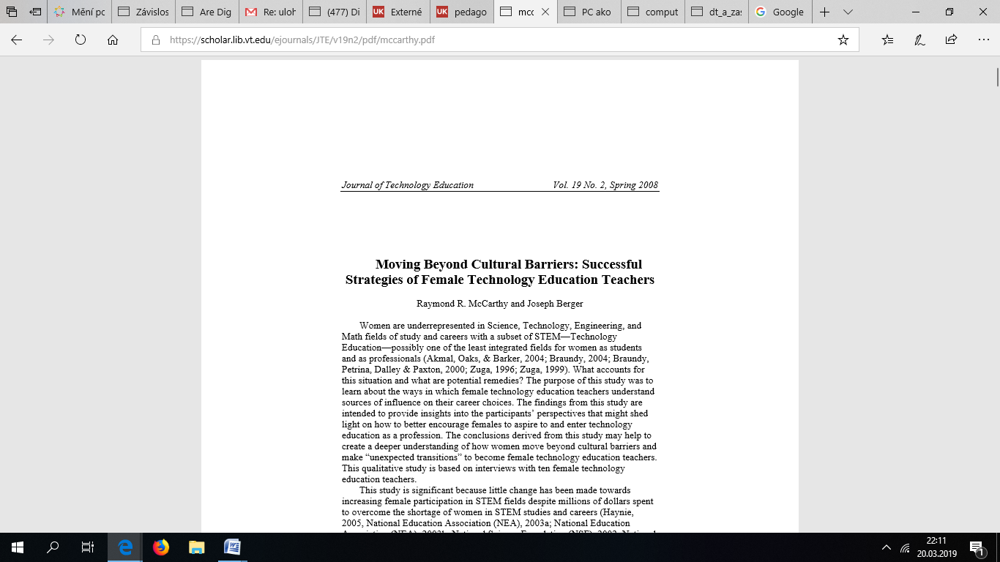 Mění pc
Závislos
Are Dig
Re: uloh
(477) Di
UK Externé
UK pedago
mcc
PC ako
comput
dt_a_zas
Google
https://scholar.lib.vt.edu/ejournals/JTE/v19n2/pdf/mccarthy.pdf
Journal of Technology Education Vol. 19 No. 2, Spring 2008
Moving Beyond Cultural Barriers: Successful
Strategies of Female Technology Education Teachers
Raymond R. McCarthy and Joseph Berger
Women are underrepresented in Science, Technology, Engineering, and
Math fields of study and careers with a subset of STEM—Technology
Education—possibly one of the least integrated fields for women as students
and as professionals (Akmal, Oaks, & Barker, 2004; Braundy, 2004; Braundy,
Petrina, Dalley & Paxton, 2000; Zuga, 1996; Zuga, 1999). What accounts for
this situation and what are potential remedies? The purpose of this study was to
learn about the ways in which female technology education teachers understand
sources of influence on their career choices. The findings from this study are
intended to provide insights into the participants’ perspectives that might shed
light on how to better encourage females to aspire to and enter technology
education as a profession. The conclusions derived from this study may help to
create a deeper understanding of how women move beyond cultural barriers and
make “unexpected transitions” to become female technology education teachers.
This qualitative study is based on interviews with ten female technology
education teachers.
This study is significant because little change has been made towards
increasing female participation in STEM fields despite millions of dollars spent
to overcome the shortage of women in STEM studies and careers (Haynie,
2005, National Education Association (NEA), 2003a; National Education
22:11
20.03.2019
1